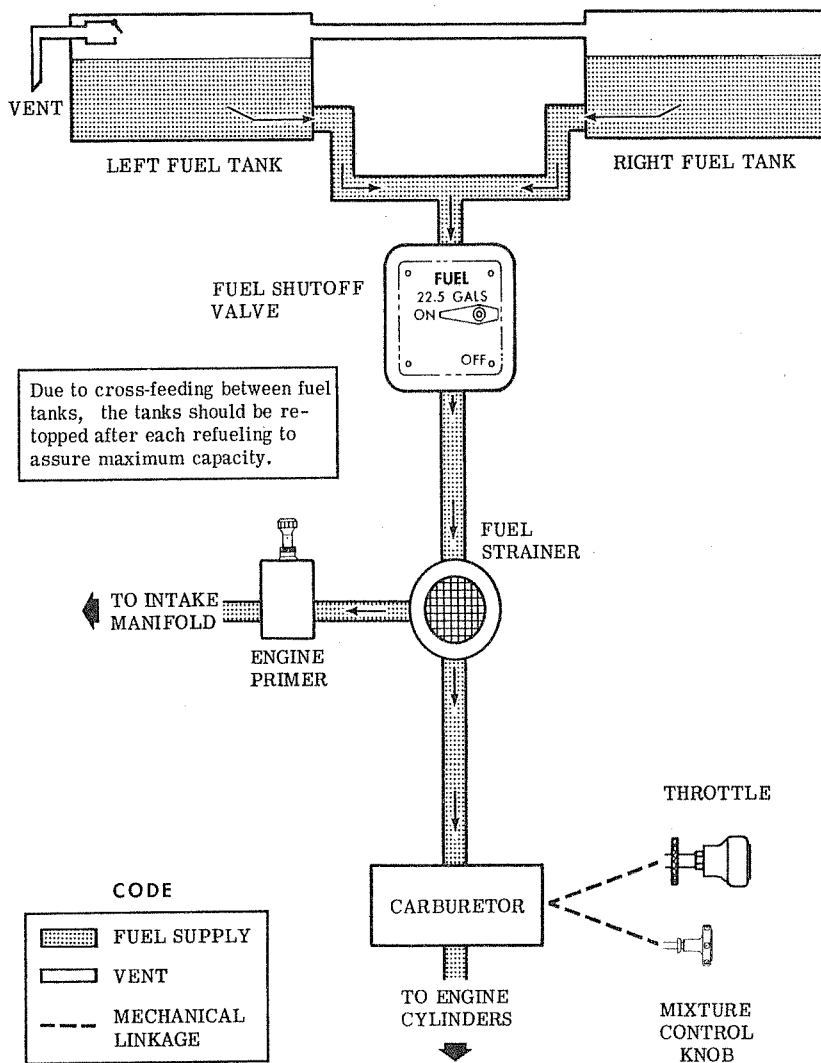 VENT
LEFT FUEL TANK
RIGHT FUEL TANK
FUEL SHUTOFF
VALVE
FUEL
22.5 GALS
ON
OFF
Due to cross-feeding between fuel
tanks, the tanks should be re-
topped after each refueling to
assure maximum capacity.
FUEL
STRAINER
TO INTAKE
MANIFOLD
ENGINE
PRIMER
THROTTLE
CARBURETOR
TO ENGINE
CYLINDERS
MIXTURE
CONTROL
KNOB
CODE
FUEL SUPPLY
VENT
MECHANICAL
LINKAGE